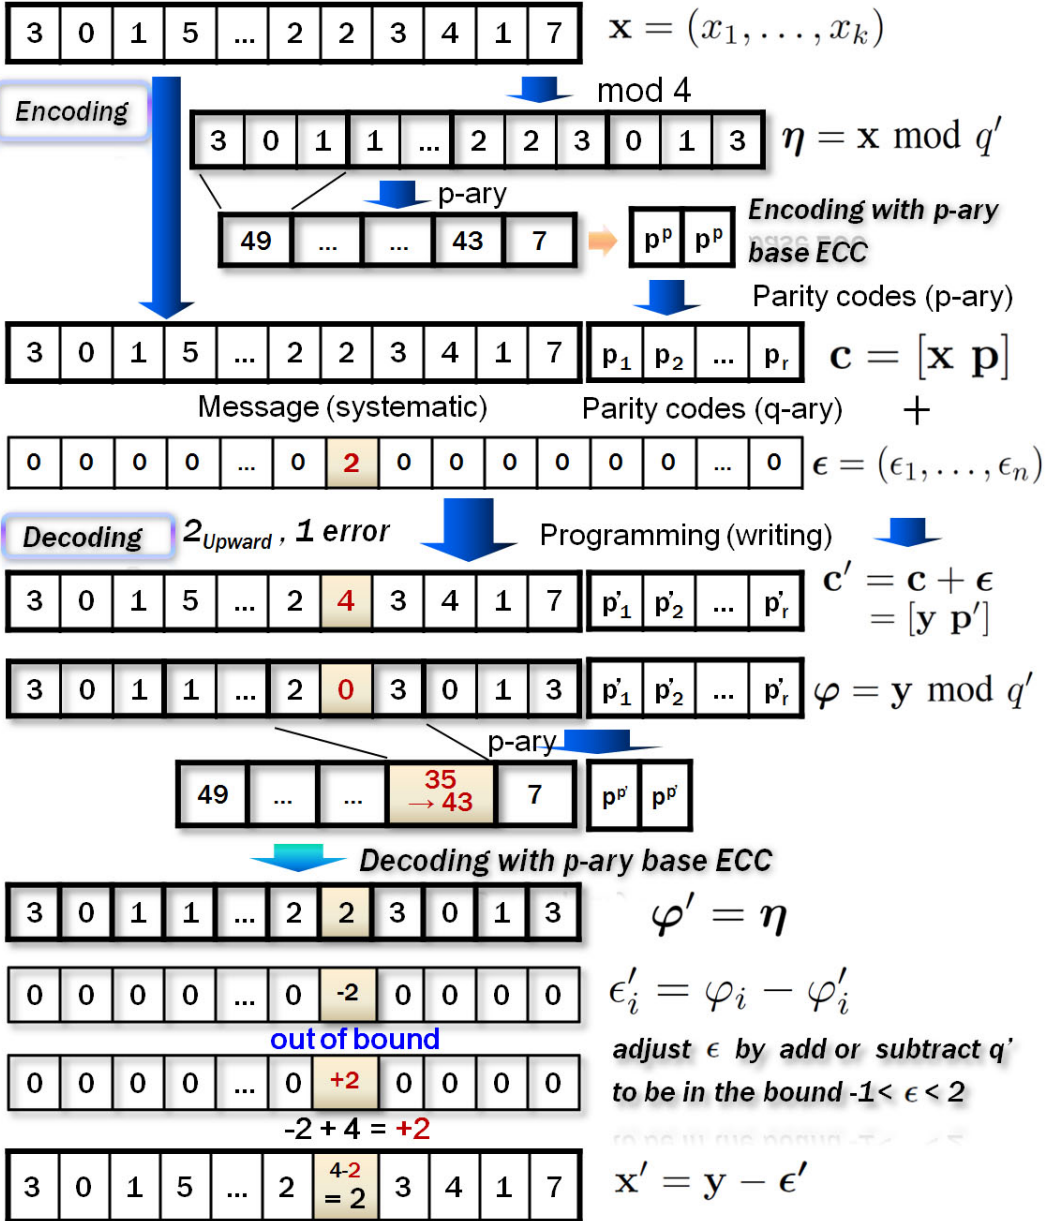 3 0 1 5 ... 2 2 3 4 1 7 x = (x₁, . . . , xₖ)
mod 4
Encoding
3 0 1 1 ... 2 2 3 0 1 3 η = x mod q′
p-ary
49 ... ... 43 7 pᵖ pᵖ Encoding with p-ary
base ECC
Parity codes (p-ary)
3 0 1 5 ... 2 2 3 4 1 7 p₁ p₂ ... pᵣ c = [x p]
Message (systematic) Parity codes (q-ary) +
0 0 0 0 ... 0 2 0 0 0 0 0 0 ... 0 ϵ = (ϵ₁, . . . , ϵₙ)
Decoding 2Upward , 1 error Programming (writing)
3 0 1 5 ... 2 4 3 4 1 7 p'₁ p'₂ ... p'ᵣ c′ = c + ϵ
= [y p′]
3 0 1 1 ... 2 0 3 0 1 3 p'₁ p'₂ ... p'ᵣ φ = y mod q′
p-ary
49 ... ... 35 → 43 7 pᵖ' pᵖ'
Decoding with p-ary base ECC
3 0 1 1 ... 2 2 3 0 1 3 φ′ = η
0 0 0 0 ... 0 -2 0 0 0 0 ϵ′ᵢ = φᵢ − φ′ᵢ
out of bound
adjust ϵ by add or subtract q'
0 0 0 0 ... 0 +2 0 0 0 0
to be in the bound -1< ϵ < 2
-2 + 4 = +2
3 0 1 5 ... 2 4-2 = 2 3 4 1 7 x′ = y − ϵ′